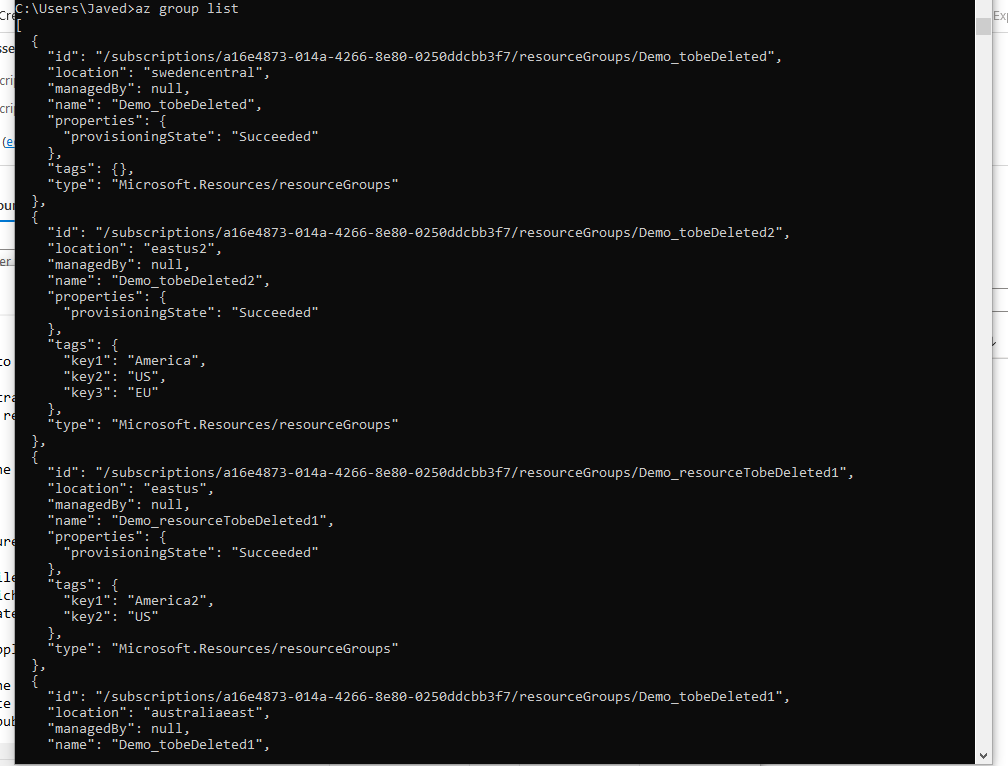 C:\Users\Javed>az group list
[
  {
    "id": "/subscriptions/a16e4873-014a-4266-8e80-0250ddcbb3f7/resourceGroups/Demo_tobeDeleted",
    "location": "swedencentral",
    "managedBy": null,
    "name": "Demo_tobeDeleted",
    "properties": {
      "provisioningState": "Succeeded"
    },
    "tags": {},
    "type": "Microsoft.Resources/resourceGroups"
  },
  {
    "id": "/subscriptions/a16e4873-014a-4266-8e80-0250ddcbb3f7/resourceGroups/Demo_tobeDeleted2",
    "location": "eastus2",
    "managedBy": null,
    "name": "Demo_tobeDeleted2",
    "properties": {
      "provisioningState": "Succeeded"
    },
    "tags": {
      "key1": "America",
      "key2": "US",
      "key3": "EU"
    },
    "type": "Microsoft.Resources/resourceGroups"
  },
  {
    "id": "/subscriptions/a16e4873-014a-4266-8e80-0250ddcbb3f7/resourceGroups/Demo_resourceTobeDeleted1",
    "location": "eastus",
    "managedBy": null,
    "name": "Demo_resourceTobeDeleted1",
    "properties": {
      "provisioningState": "Succeeded"
    },
    "tags": {
      "key1": "America2",
      "key2": "US"
    },
    "type": "Microsoft.Resources/resourceGroups"
  },
  {
    "id": "/subscriptions/a16e4873-014a-4266-8e80-0250ddcbb3f7/resourceGroups/Demo_tobeDeleted1",
    "location": "australiaeast",
    "managedBy": null,
    "name": "Demo_tobeDeleted1",